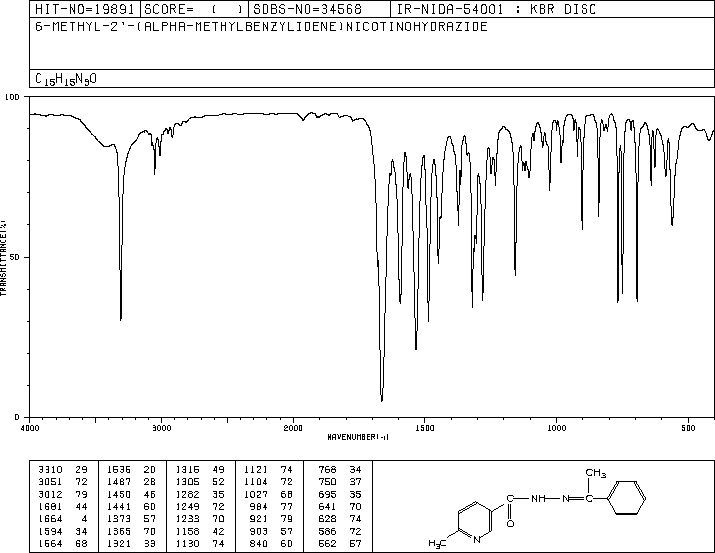 HIT-NO=19891 SCORE= ( ) SDBS-NO=34568 IR-NIDA-54001 : KBR DISC
6-METHYL-2'-(ALPHA-METHYLBENZYLIDENE)NICOTINOHYDRAZIDE
C15H15N3O
100
50
0
TRANSMITTANCE(%)
4000 3000 2000 1500 1000 500
WAVENUMBER(-1)
3310 29 1536 20 1316 49 1121 74 768 34
3051 72 1487 28 1305 52 1104 72 750 37
3012 79 1450 46 1282 35 1027 68 695 35
1681 44 1441 60 1249 72 984 77 641 70
1664 4 1373 57 1233 70 921 79 628 74
1594 34 1365 70 1158 42 903 57 586 72
1564 68 1321 33 1130 74 840 60 562 57
CH3
C NH N C
O
H3C N